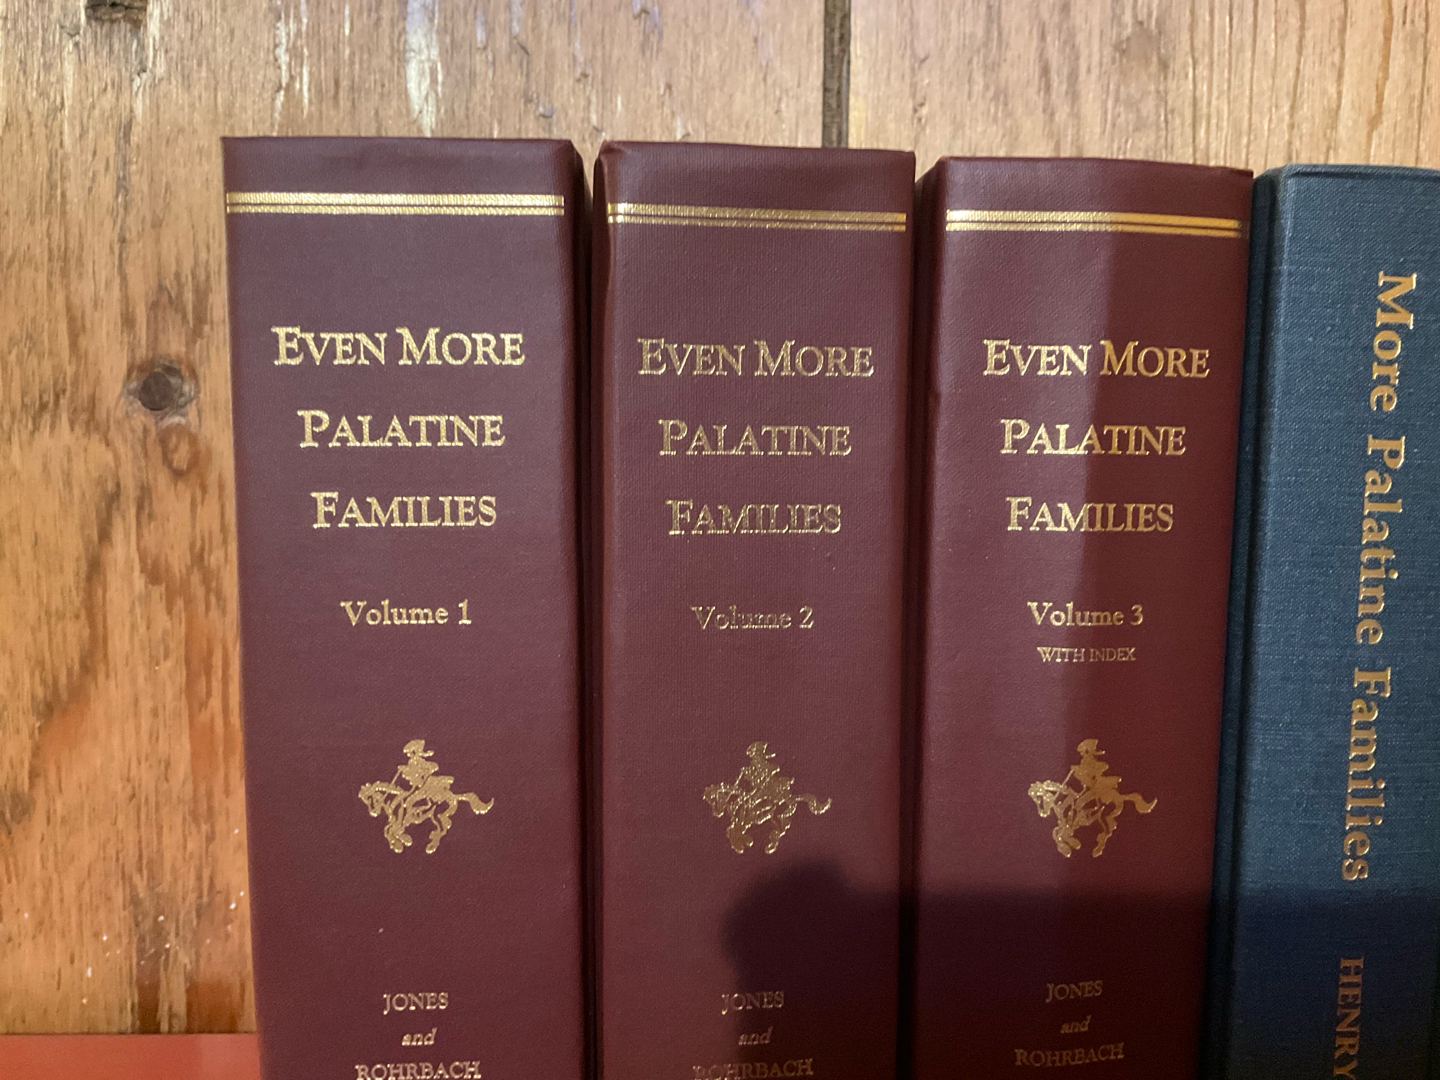 EVEN MORE
PALATINE
FAMILIES
Volume 1
JONES
and
ROHRBACH
EVEN MORE
PALATINE
FAMILIES
Volume 2
JONES
and
ROHRBACH
EVEN MORE
PALATINE
FAMILIES
Volume 3
WITH INDEX
JONES
and
ROHRBACH
More Palatine Families HENRY